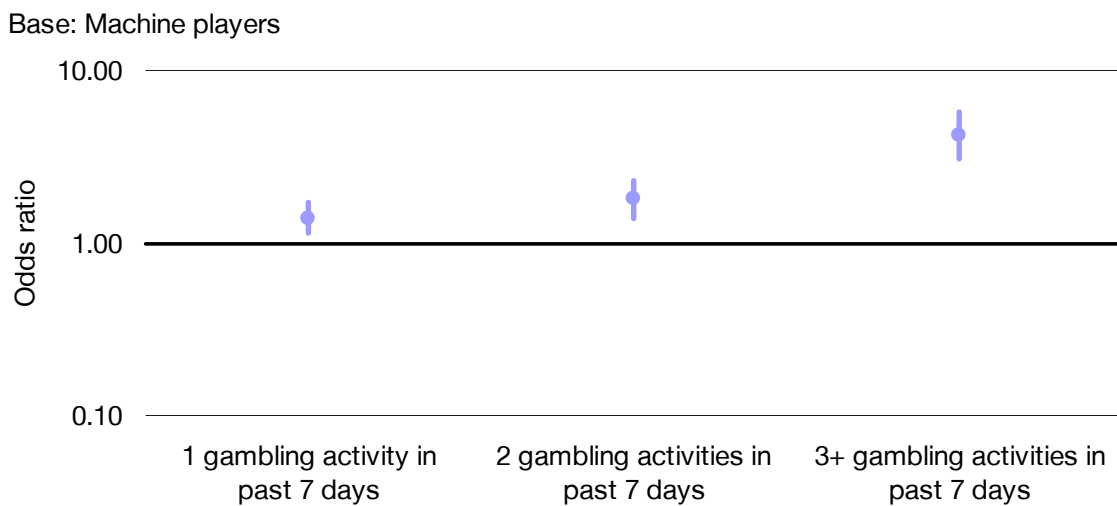 Base: Machine players
10.00
1.00
0.10
Odds ratio
1 gambling activity in
past 7 days
2 gambling activities in
past 7 days
3+ gambling activities in
past 7 days